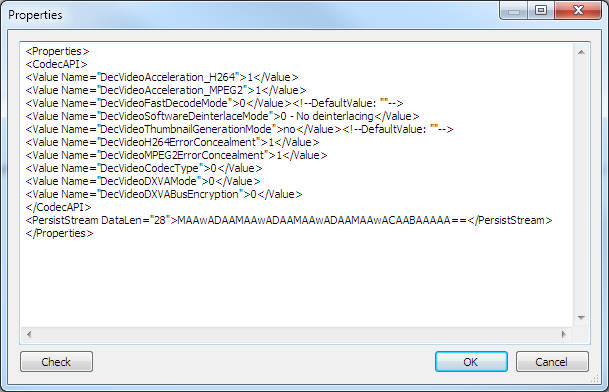 Properties
<Properties>
<CodecAPI>
<Value Name="DecVideoAcceleration_H264">1</Value>
<Value Name="DecVideoAcceleration_MPEG2">1</Value>
<Value Name="DecVideoFastDecodeMode">0</Value><!--DefaultValue: ""-->
<Value Name="DecVideoSoftwareDeinterlaceMode">0 - No deinterlacing</Value>
<Value Name="DecVideoThumbnailGenerationMode">no</Value><!--DefaultValue: ""-->
<Value Name="DecVideoH264ErrorConcealment">1</Value>
<Value Name="DecVideoMPEG2ErrorConcealment">1</Value>
<Value Name="DecVideoCodecType">0</Value>
<Value Name="DecVideoDXVAMode">0</Value>
<Value Name="DecVideoDXVABusEncryption">0</Value>
</CodecAPI>
<PersistStream DataLen="28">MAAwADAAMAAwADAAMAAwADAAMAAwACAABAAAAA==</PersistStream>
</Properties>
Check
OK
Cancel